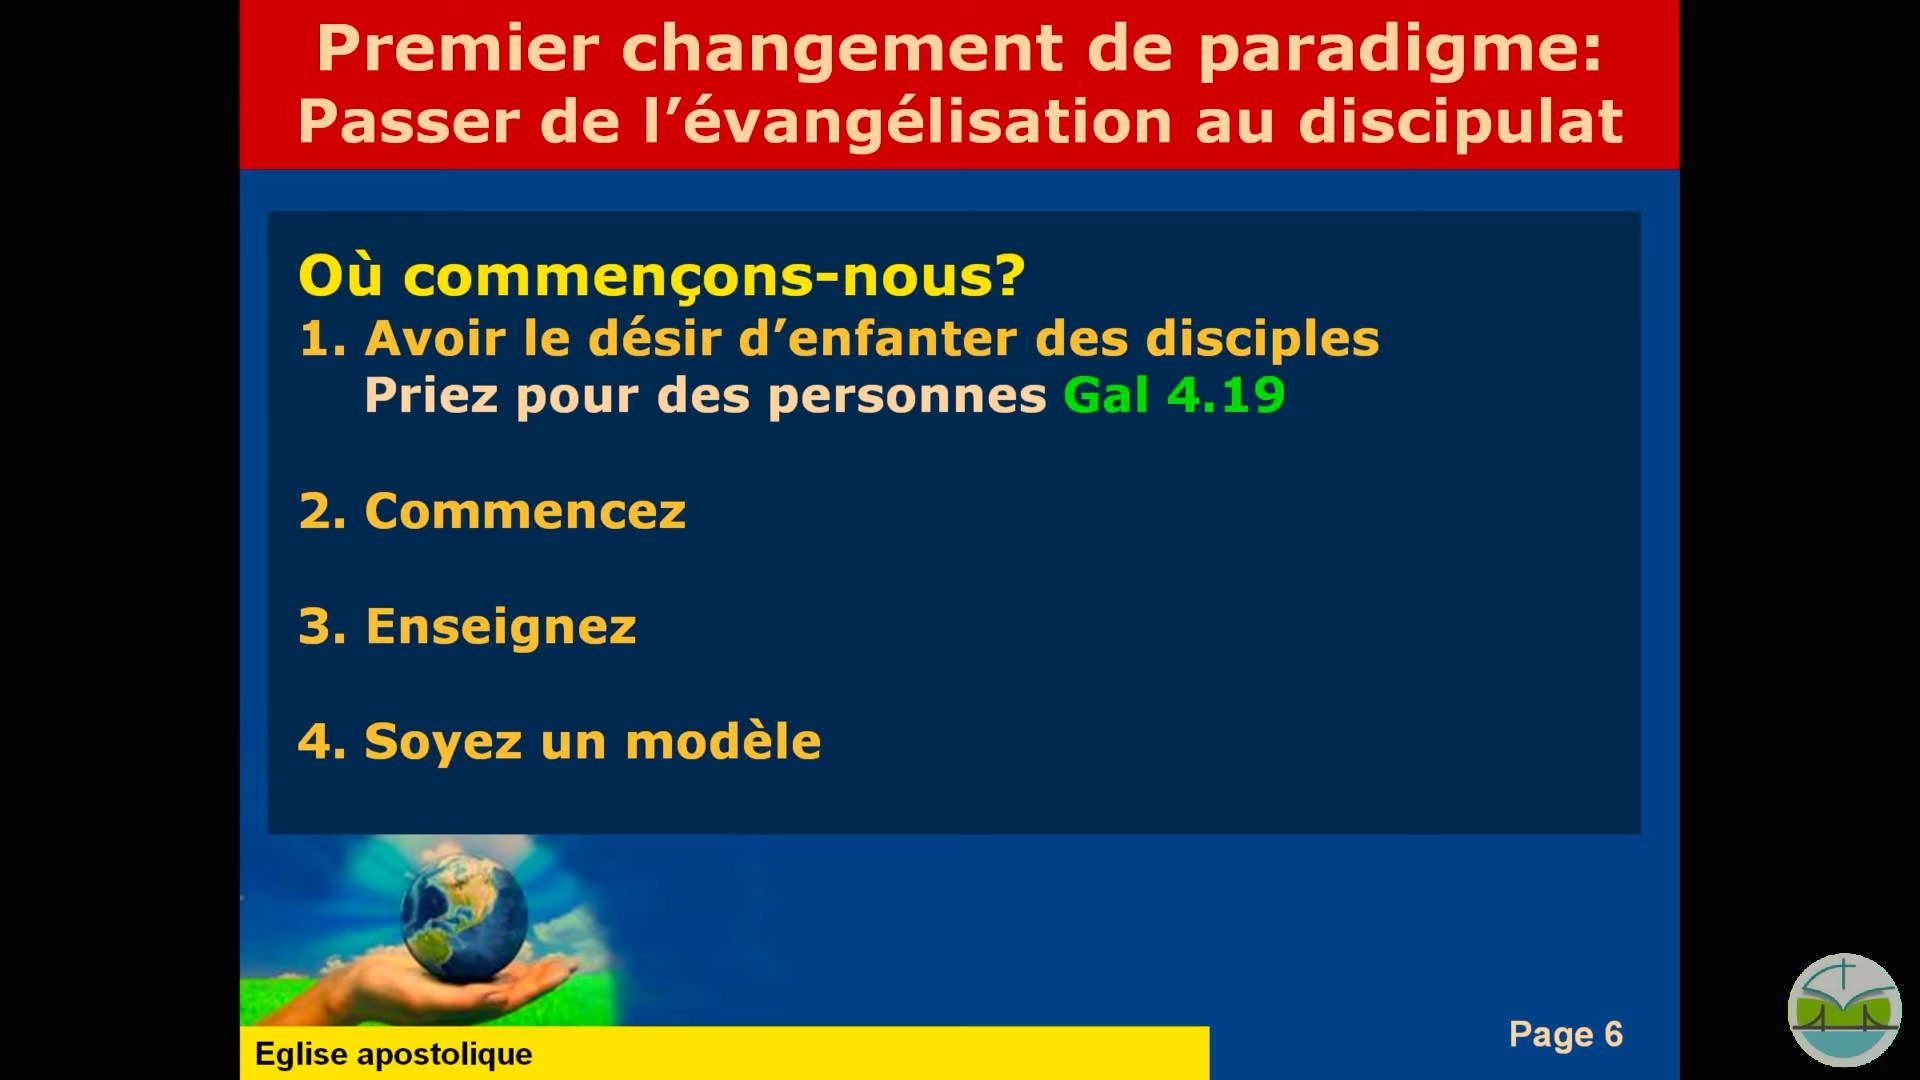 Premier changement de paradigme:
Passer de l’évangélisation au discipulat
Où commençons-nous?
1. Avoir le désir d’enfanter des disciples
Priez pour des personnes Gal 4.19
2. Commencez
3. Enseignez
4. Soyez un modèle
Eglise apostolique
Page 6